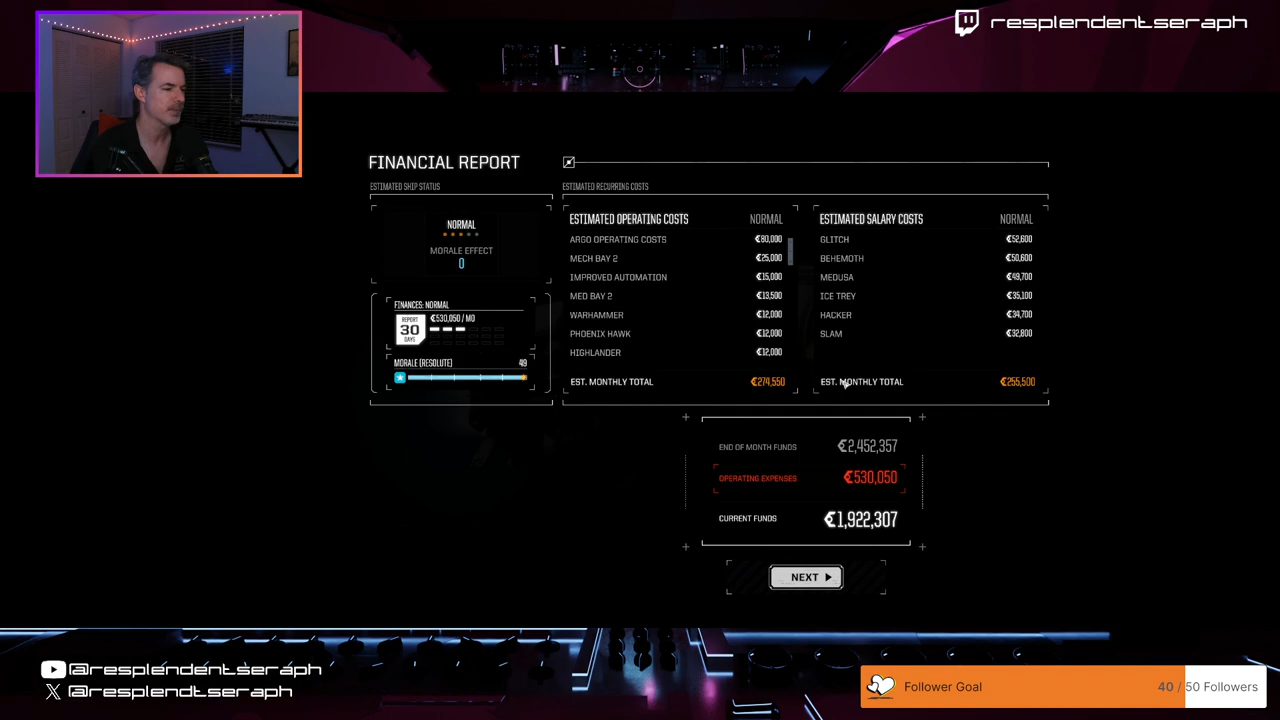 resplendentseraph
FINANCIAL REPORT
ESTIMATED SHIP STATUS
NORMAL
MORALE EFFECT
0
FINANCES: NORMAL
REPORT
30
DAYS
₡530,050 / MO
MORALE (RESOLUTE) 49
ESTIMATED RECURRING COSTS
ESTIMATED OPERATING COSTS NORMAL
ARGO OPERATING COSTS ₡80,000
MECH BAY 2 ₡25,000
IMPROVED AUTOMATION ₡15,000
MED BAY 2 ₡13,500
WARHAMMER ₡12,000
PHOENIX HAWK ₡12,000
HIGHLANDER ₡12,000
EST. MONTHLY TOTAL ₡274,550
ESTIMATED SALARY COSTS NORMAL
GLITCH ₡52,600
BEHEMOTH ₡50,600
MEDUSA ₡49,700
ICE TREY ₡35,100
HACKER ₡34,700
SLAM ₡32,800
EST. MONTHLY TOTAL ₡255,500
END OF MONTH FUNDS ₡2,452,357
OPERATING EXPENSES ₡530,050
CURRENT FUNDS ₡1,922,307
NEXT
@resplendentseraph
@resplendtseraph
Follower Goal 40 / 50 Followers